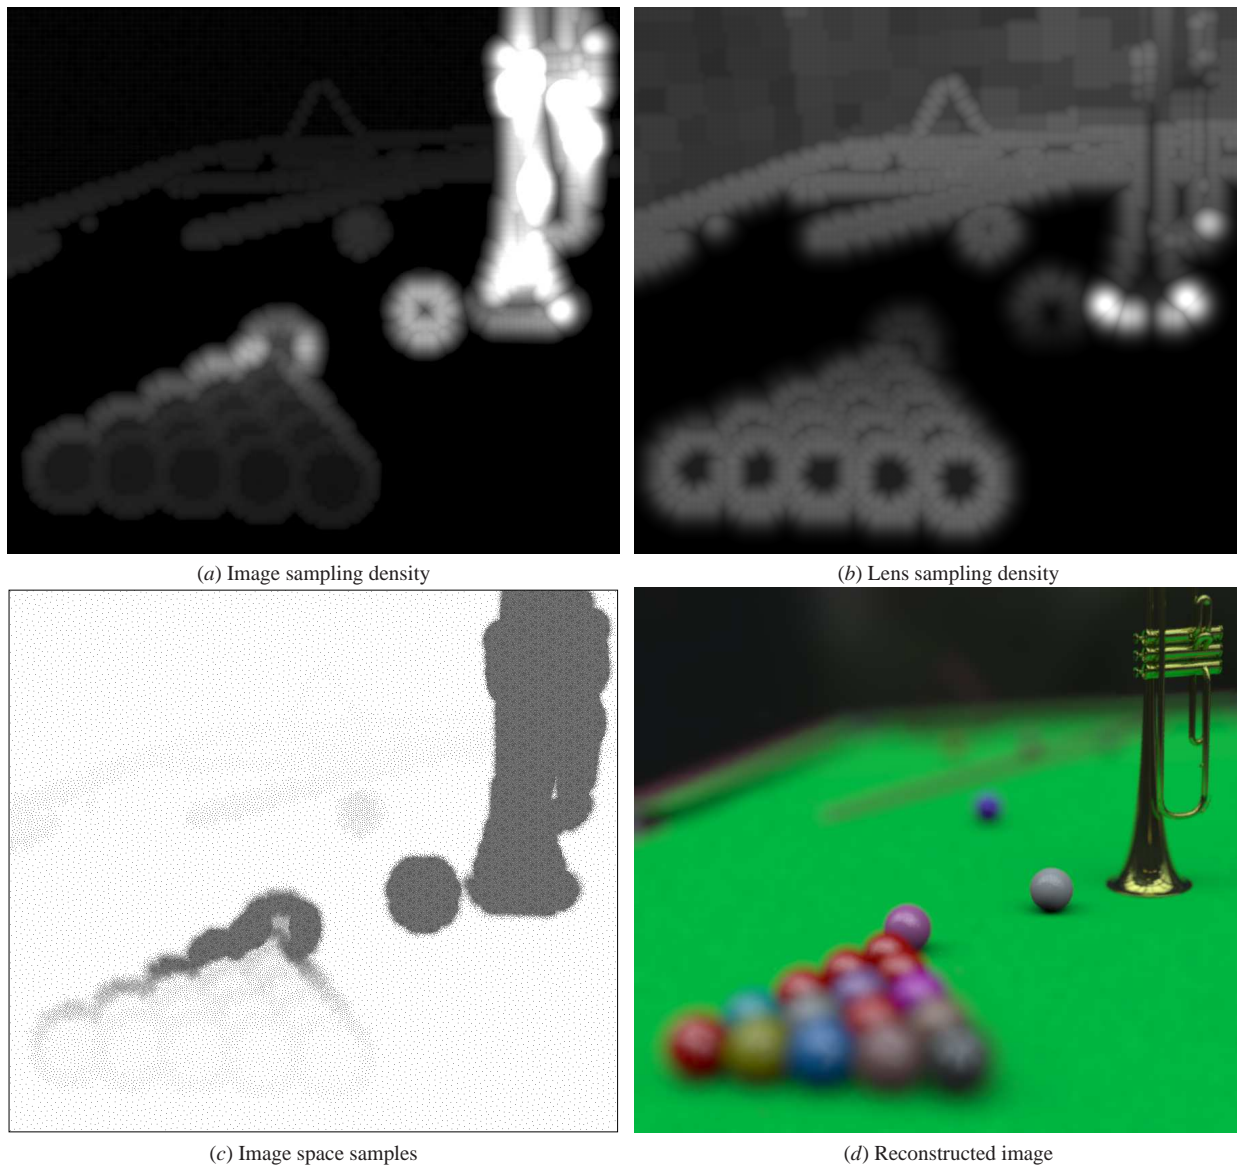 (a) Image sampling density
(b) Lens sampling density
(c) Image space samples
(d) Reconstructed image